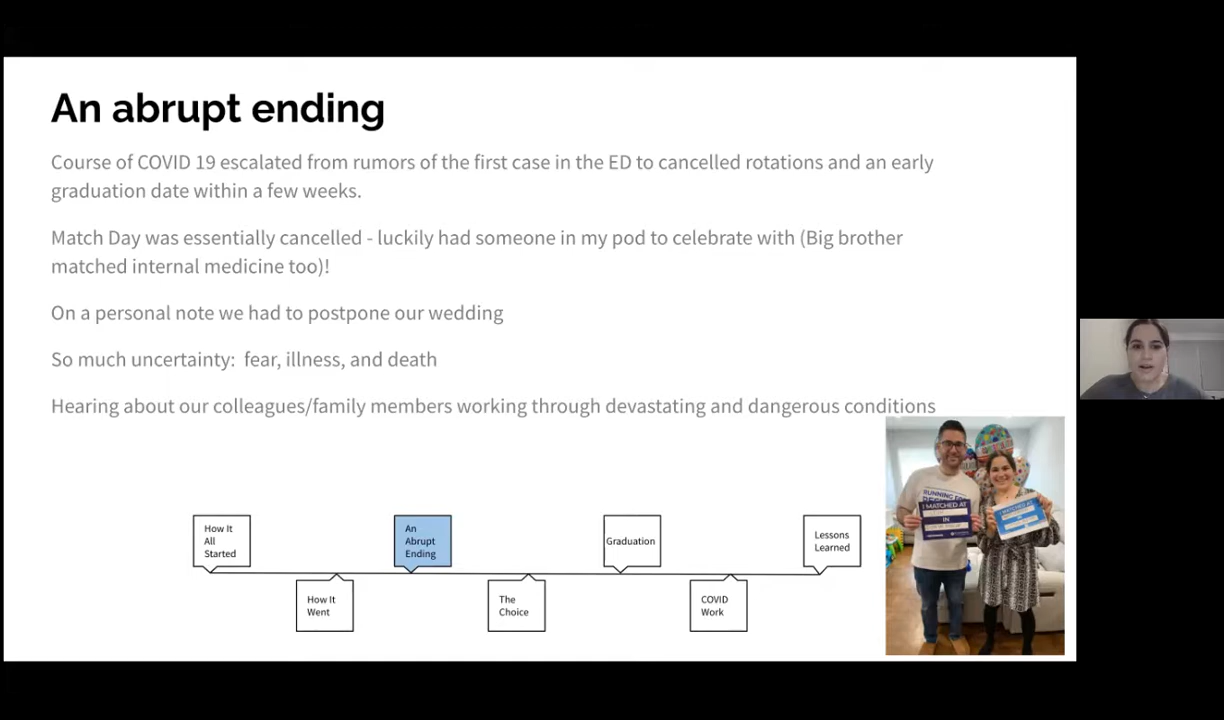 An abrupt ending
Course of COVID 19 escalated from rumors of the first case in the ED to cancelled rotations and an early
graduation date within a few weeks.
Match Day was essentially cancelled - luckily had someone in my pod to celebrate with (Big brother
matched internal medicine too)!
On a personal note we had to postpone our wedding
So much uncertainty:  fear, illness, and death
Hearing about our colleagues/family members working through devastating and dangerous conditions
How It
All
Started
An
Abrupt
Ending
Graduation
Lessons
Learned
How It
Went
The
Choice
COVID
Work
RUNNING FOR
I MATCHED AT
IN
I MATCHED AT